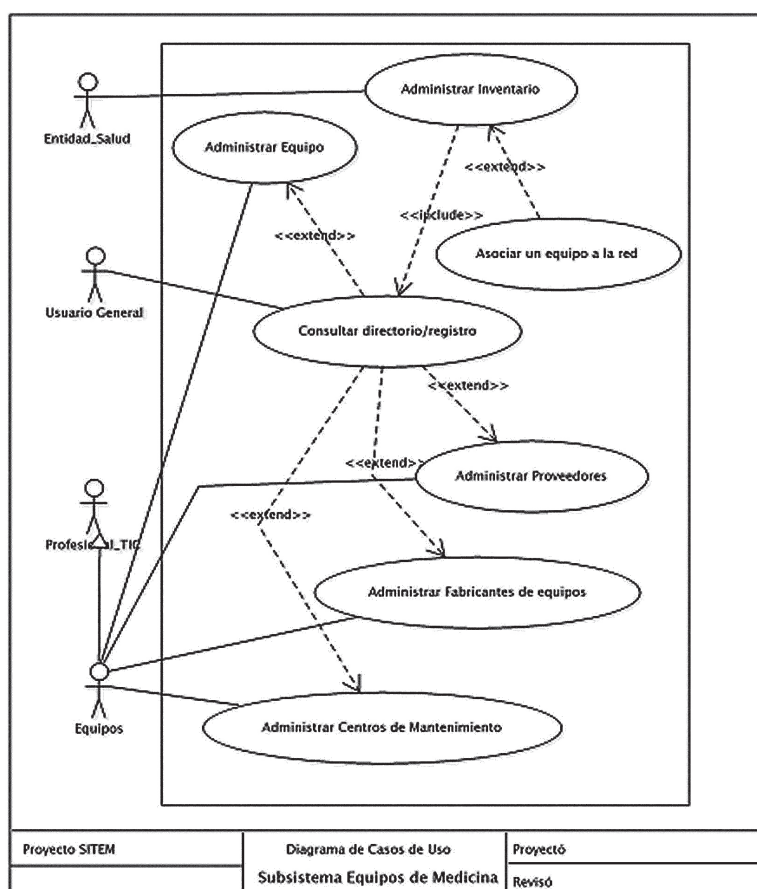 Administrar Inventario
Entidad_Salud
Administrar Equipo
<<extend>>
<<include>>
<<extend>>
Asociar un equipo a la red
Usuario General
Consultar directorio/registro
<<extend>>
<<extend>>
Administrar Proveedores
<<extend>>
Profesional_TIC
Administrar Fabricantes de equipos
Equipos
Administrar Centros de Mantenimiento
Proyecto SITEM
Diagrama de Casos de Uso
Proyectó
Subsistema Equipos de Medicina
Revisó